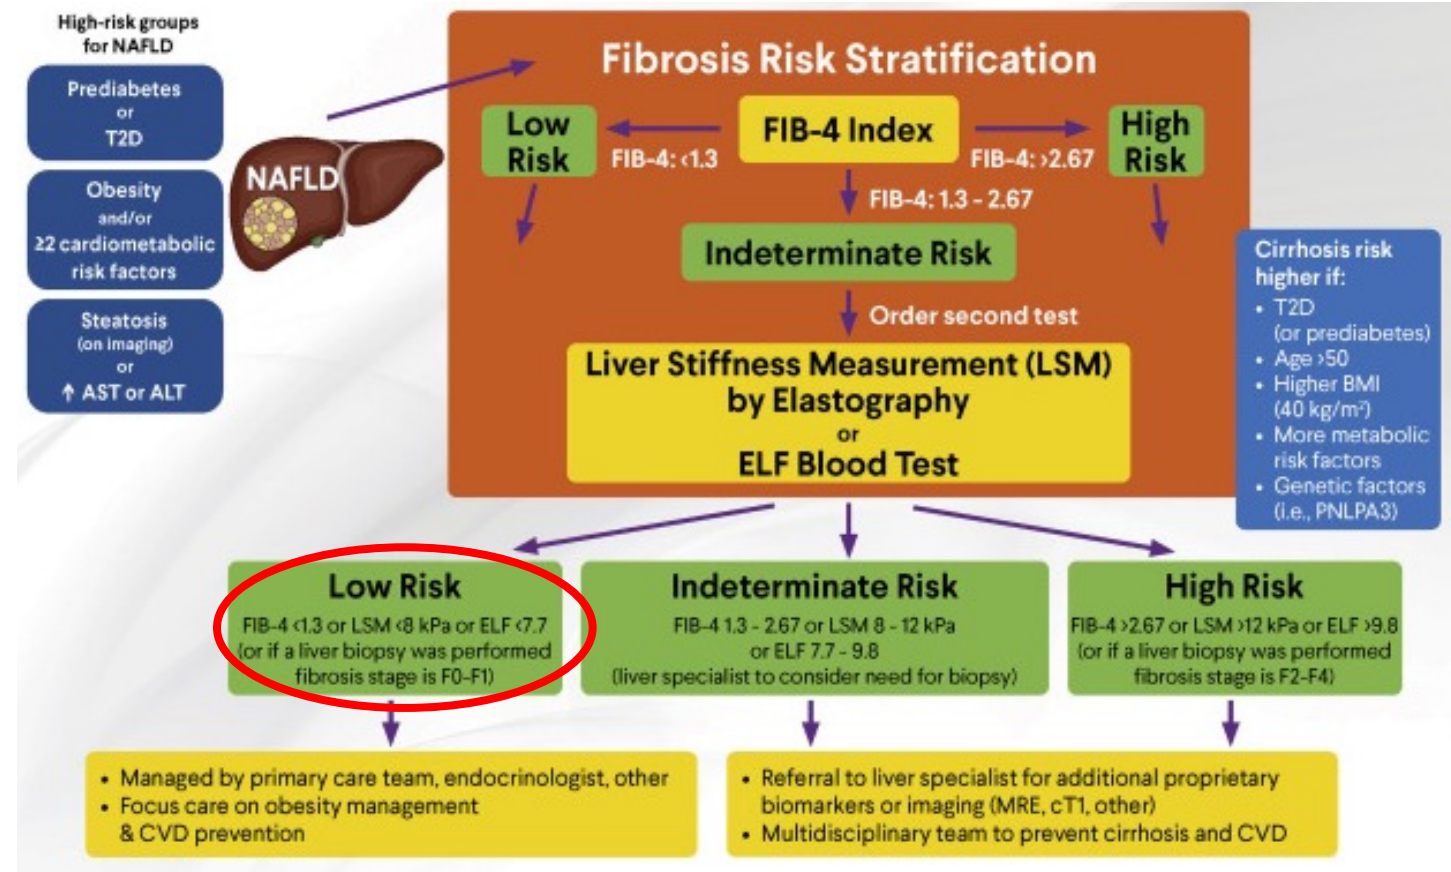 High-risk groups
for NAFLD
Prediabetes
or
T2D
Obesity
and/or
≥2 cardiometabolic
risk factors
Steatosis
(on imaging)
or
↑ AST or ALT
NAFLD
Fibrosis Risk Stratification
Low
Risk
FIB-4: <1.3
FIB-4 Index
FIB-4: >2.67
High
Risk
FIB-4: 1.3 - 2.67
Indeterminate Risk
Order second test
Liver Stiffness Measurement (LSM)
by Elastography
or
ELF Blood Test
Cirrhosis risk
higher if:
• T2D
(or prediabetes)
• Age >50
• Higher BMI
(40 kg/m²)
• More metabolic
risk factors
• Genetic factors
(i.e., PNLPA3)
Low Risk
FIB-4 <1.3 or LSM <8 kPa or ELF <7.7
(or if a liver biopsy was performed
fibrosis stage is F0-F1)
Indeterminate Risk
FIB-4 1.3 - 2.67 or LSM 8 - 12 kPa
or ELF 7.7 - 9.8
(liver specialist to consider need for biopsy)
High Risk
FIB-4 >2.67 or LSM >12 kPa or ELF >9.8
(or if a liver biopsy was performed
fibrosis stage is F2-F4)
• Managed by primary care team, endocrinologist, other
• Focus care on obesity management
& CVD prevention
• Referral to liver specialist for additional proprietary
biomarkers or imaging (MRE, cT1, other)
• Multidisciplinary team to prevent cirrhosis and CVD